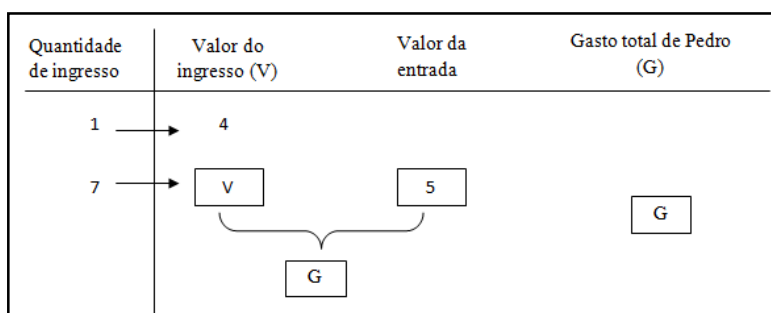 Quantidade de ingresso
Valor do ingresso (V)
Valor da entrada
Gasto total de Pedro (G)
1 4
7 V 5
G
G